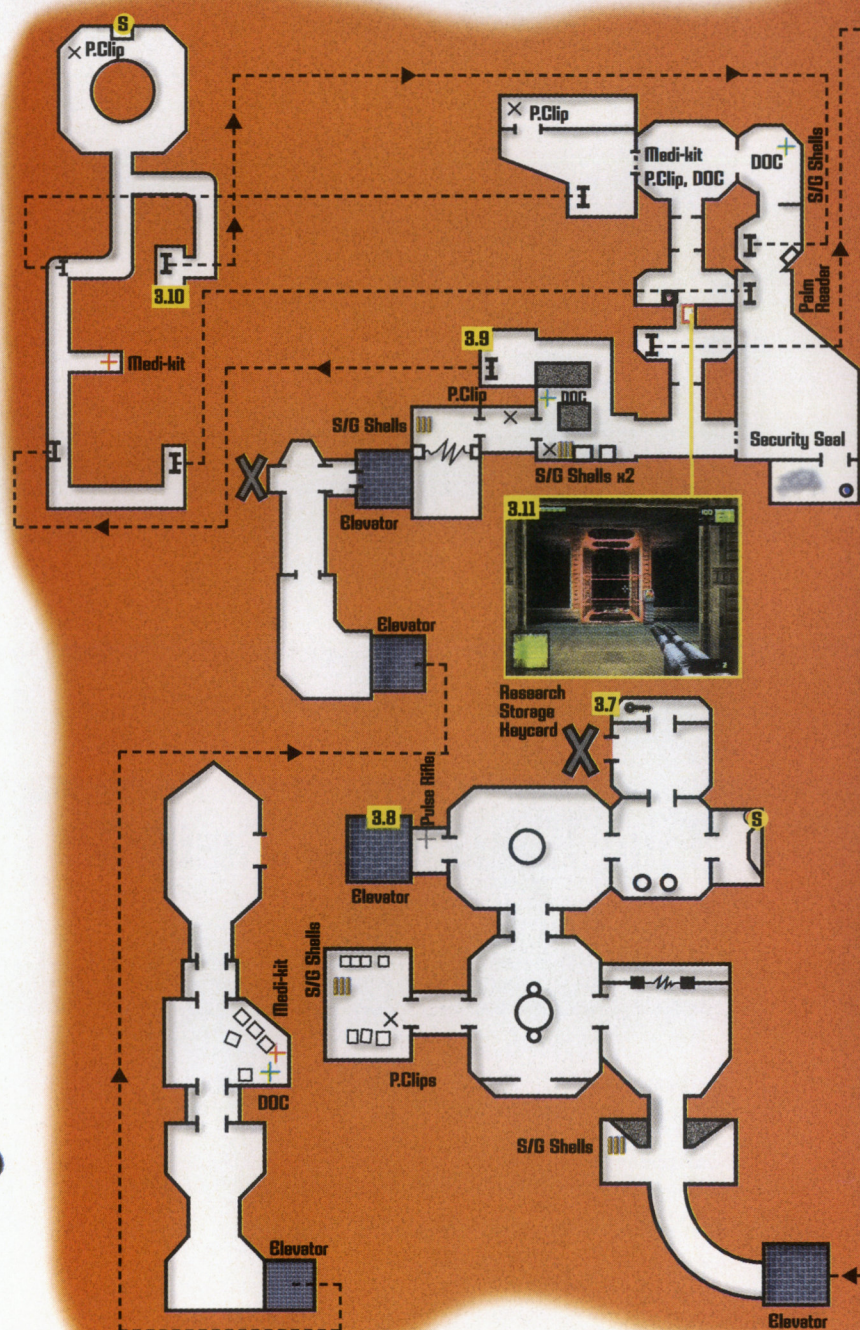 S
P.Clip
P.Clip
Medi-kit
P.Clip, DOC
DOC
S/G Shells
3.10
Palm
Reader
3.9
Medi-kit
P.Clip
DOC
S/G Shells
Security Seal
S/G Shells x2
Elevator
3.11
100
2
Elevator
Research
Storage
Keycard
3.7
Pulse Rifle
3.8
S
Elevator
S/G Shells
Medi-kit
P.Clips
DOC
S/G Shells
Elevator
Elevator